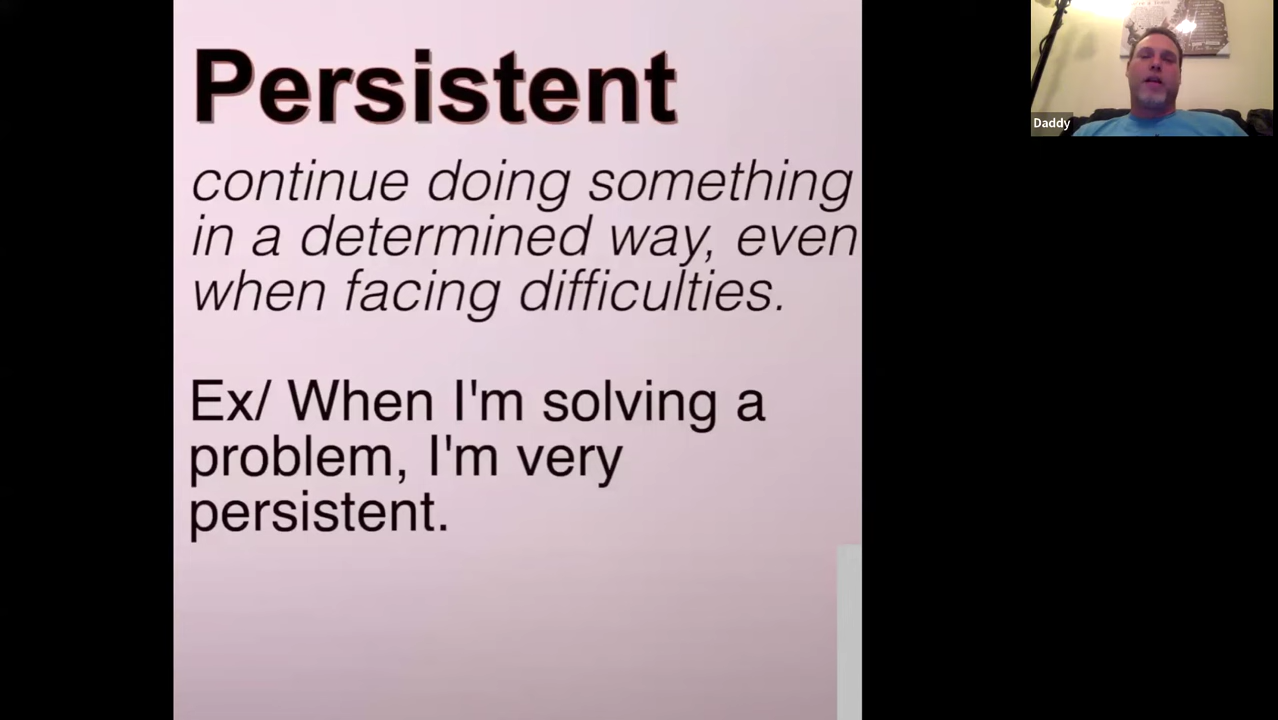 Persistent
continue doing something
in a determined way, even
when facing difficulties.
Ex/ When I'm solving a
problem, I'm very
persistent.
Daddy